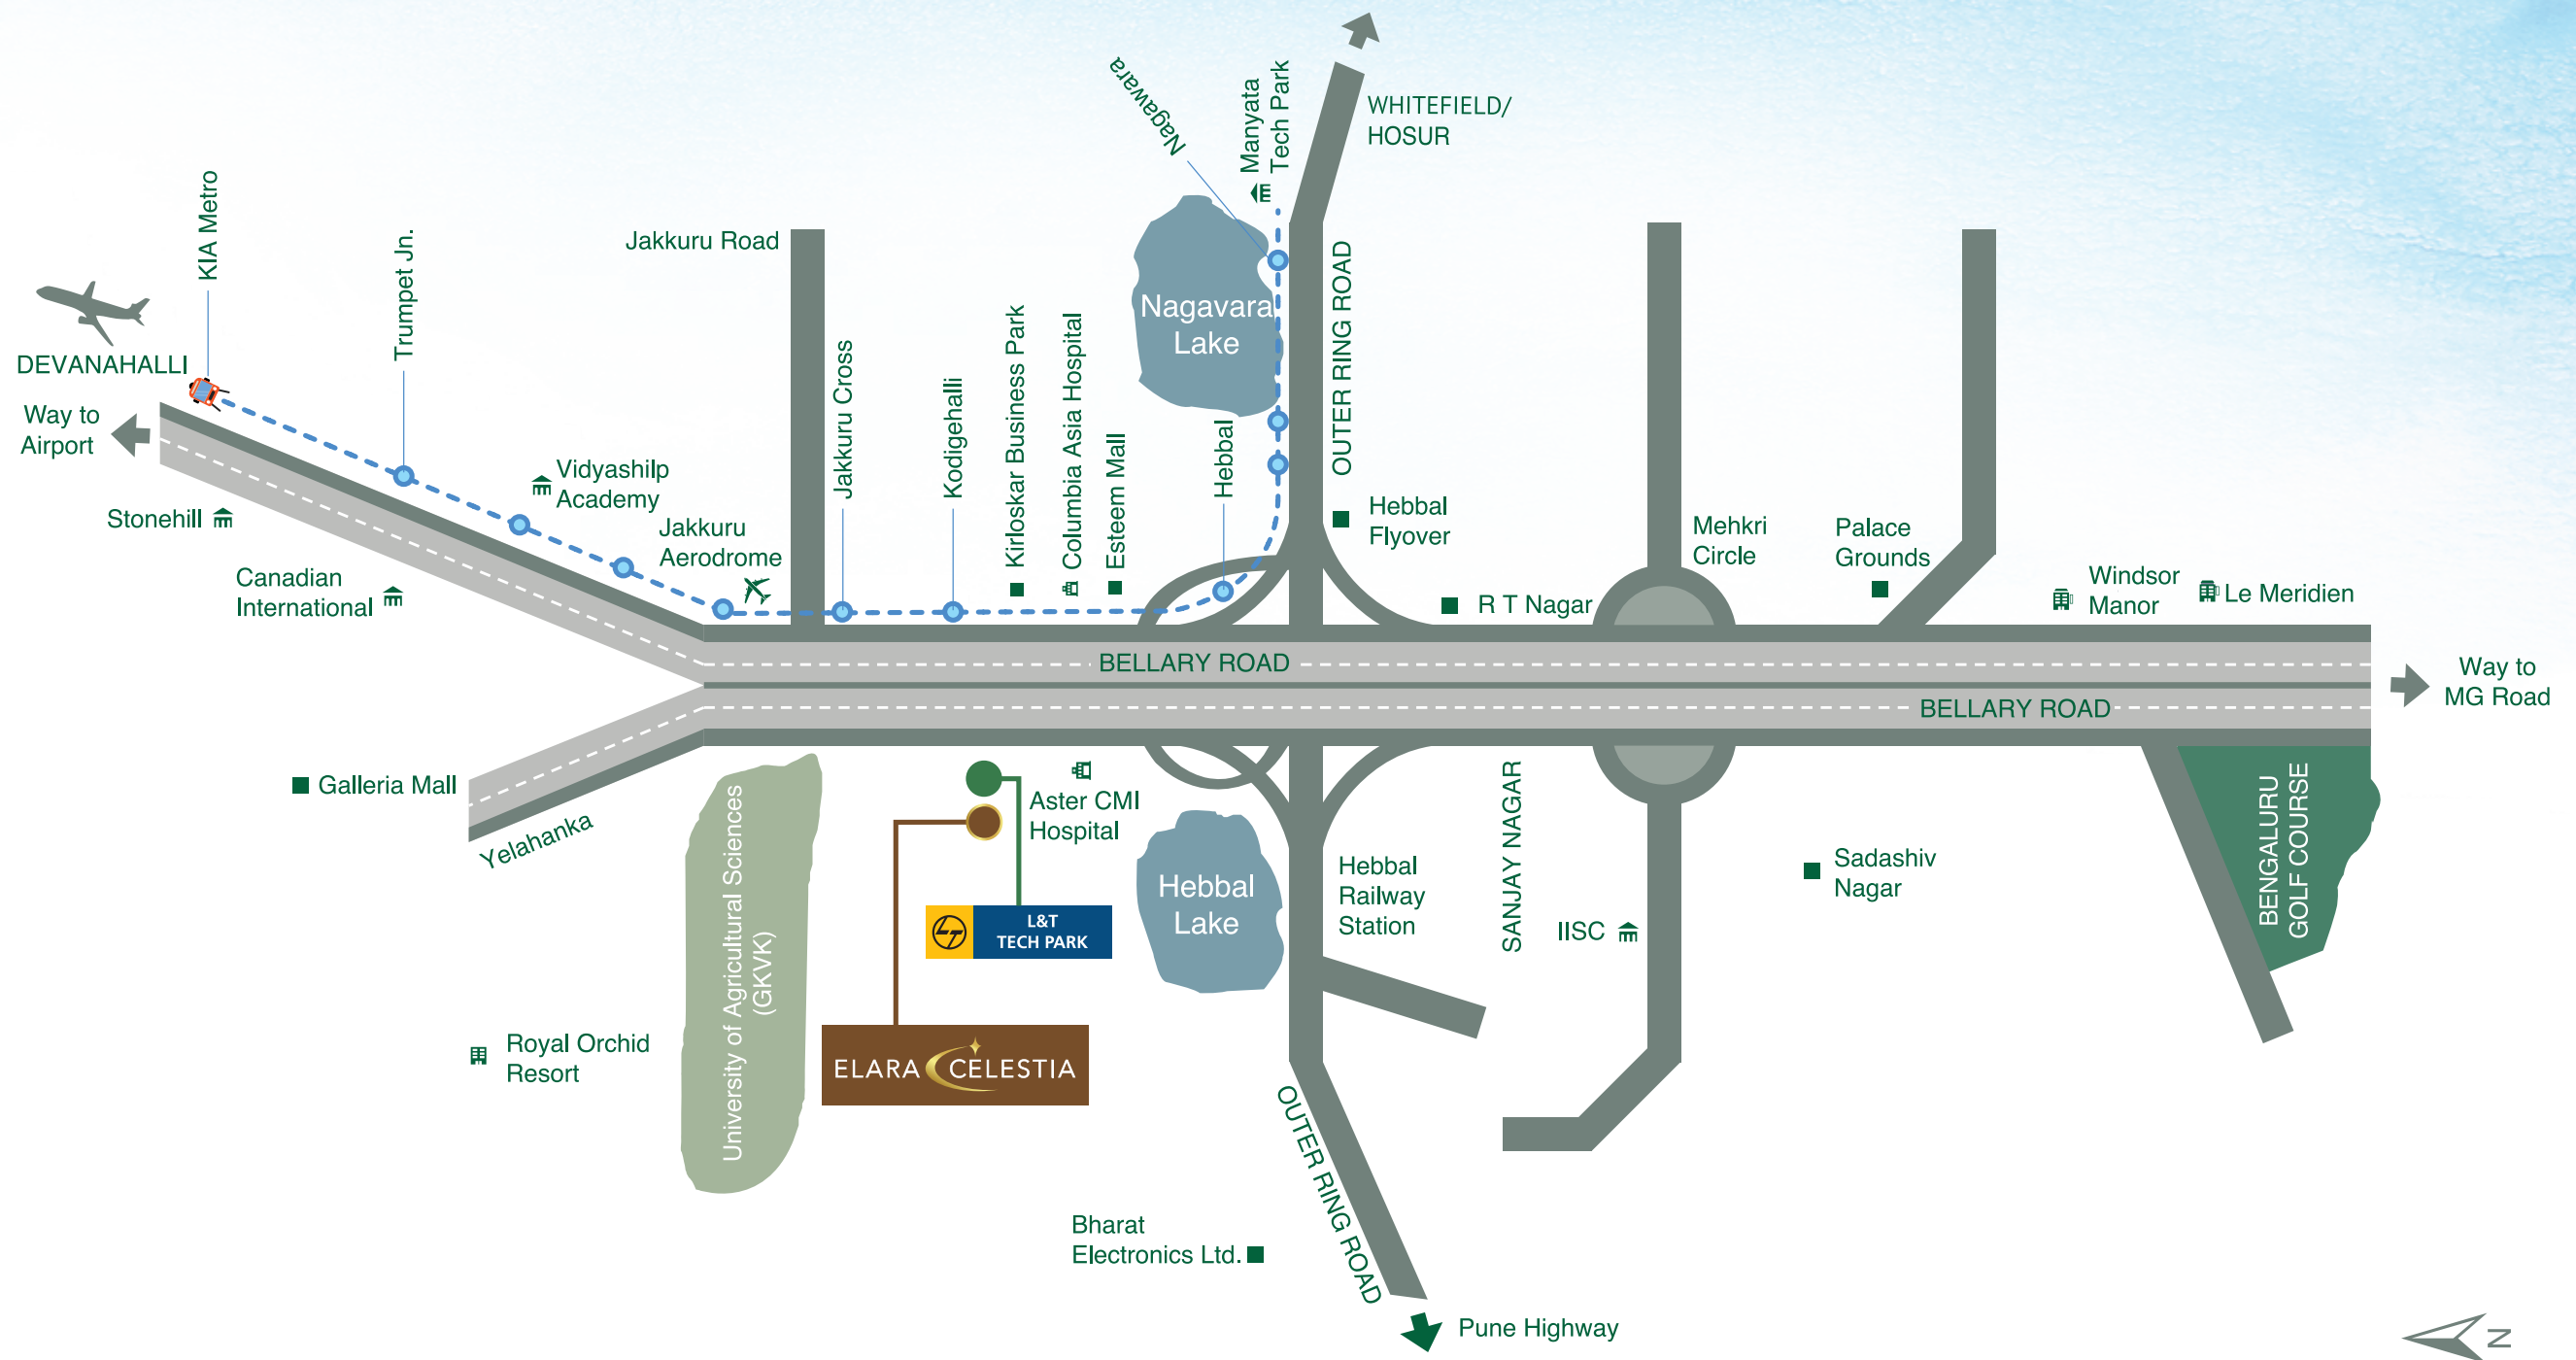 Nagawara
Manyata
Tech Park
WHITEFIELD/
HOSUR
KIA Metro
Trumpet Jn.
Jakkuru Road
DEVANAHALLI
Way to
Airport
Nagavara
Lake
OUTER RING ROAD
Jakkuru Cross
Kodigehalli
Kirloskar Business Park
Columbia Asia Hospital
Esteem Mall
Hebbal
Vidyashilp
Academy
Stonehill
Jakkuru
Aerodrome
Hebbal
Flyover
Mehkri
Circle
Palace
Grounds
Canadian
International
R T Nagar
Windsor
Manor
Le Meridien
BELLARY ROAD
Way to
MG Road
BELLARY ROAD
Galleria Mall
Yelahanka
University of Agricultural Sciences
(GKVK)
Aster CMI
Hospital
Hebbal
Lake
Hebbal
Railway
Station
SANJAY NAGAR
IISC
Sadashiv
Nagar
BENGALURU
GOLF COURSE
LT
L&T
TECH PARK
Royal Orchid
Resort
ELARA CELESTIA
OUTER RING ROAD
Bharat
Electronics Ltd.
Pune Highway
N